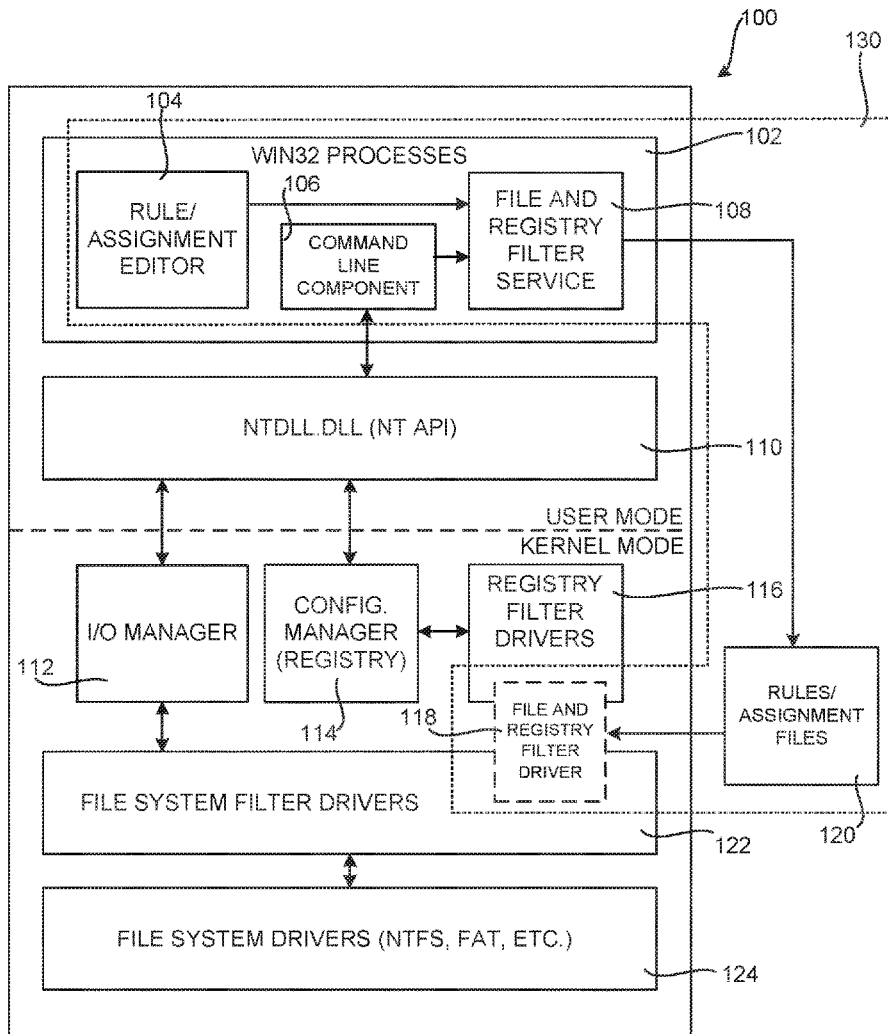 100
130
104
102
WIN32 PROCESSES
106
RULE/
ASSIGNMENT
EDITOR
COMMAND
LINE
COMPONENT
FILE AND
REGISTRY
FILTER
SERVICE
108
NTDLL.DLL (NT API)
110
USER MODE
KERNEL MODE
I/O MANAGER
112
CONFIG.
MANAGER
(REGISTRY)
114
REGISTRY
FILTER
DRIVERS
116
118
FILE AND
REGISTRY
FILTER
DRIVER
RULES/
ASSIGNMENT
FILES
120
FILE SYSTEM FILTER DRIVERS
122
FILE SYSTEM DRIVERS (NTFS, FAT, ETC.)
124